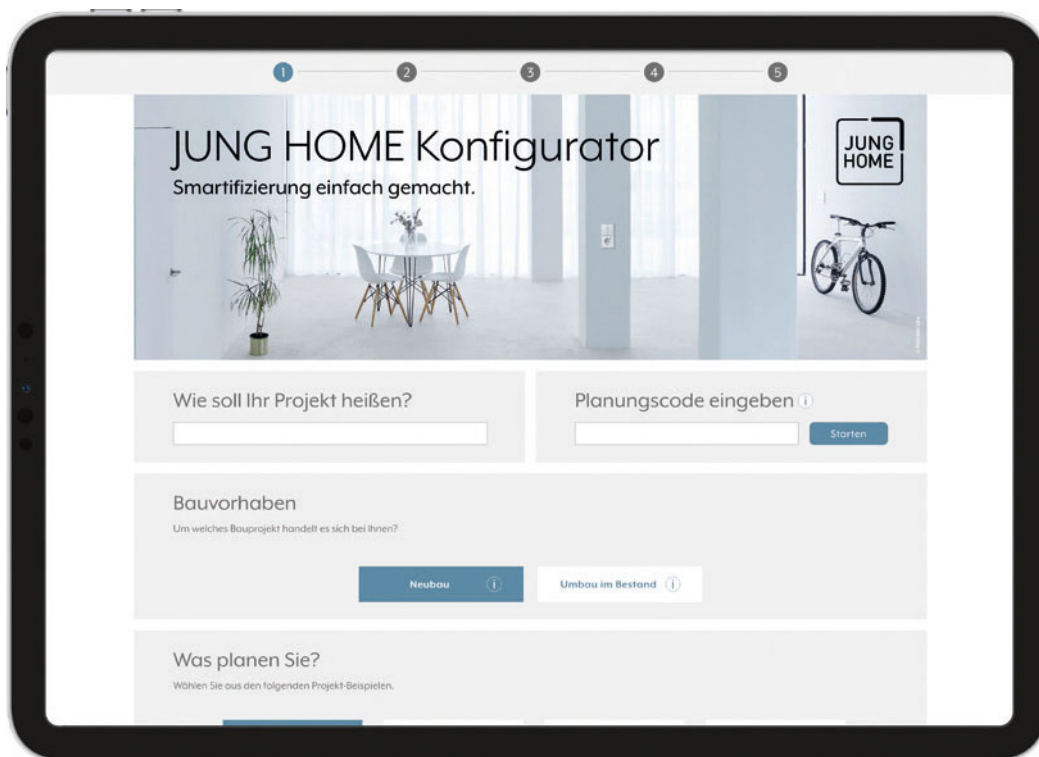 1 2 3 4 5
JUNG HOME Konfigurator
Smartifizierung einfach gemacht.
JUNG
HOME
Wie soll Ihr Projekt heißen?
Planungscode eingeben i
Starten
Bauvorhaben
Um welches Bauprojekt handelt es sich bei Ihnen?
Neubau i
Umbau im Bestand i
Was planen Sie?
Wählen Sie aus den folgenden Projekt-Beispielen.